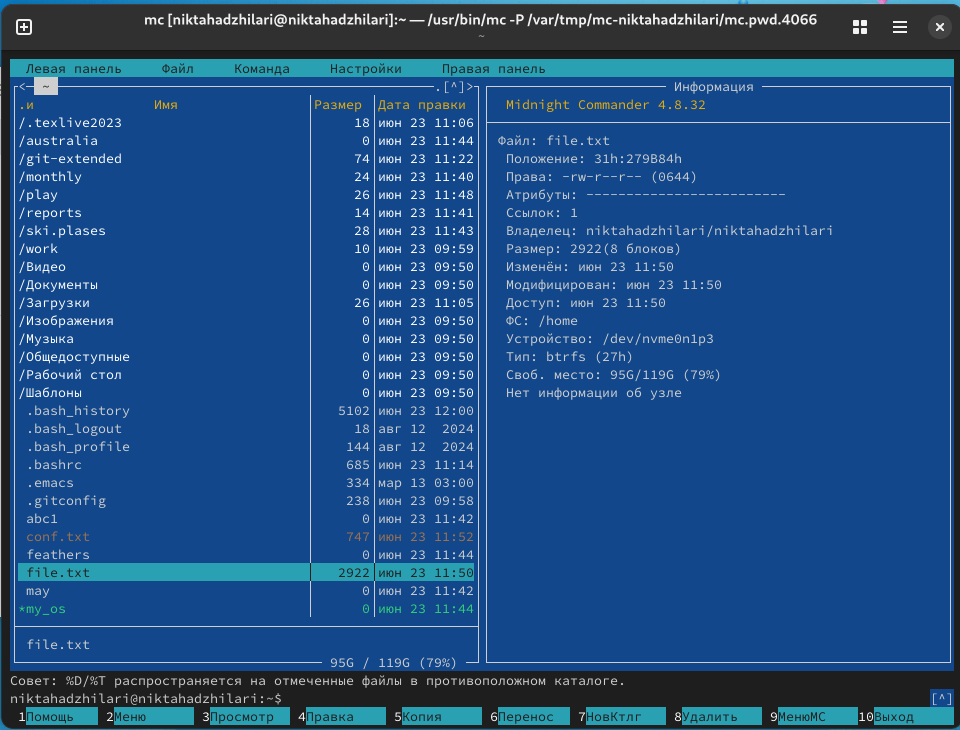 mc [niktahadzhilari@niktahadzhilari]:~ — /usr/bin/mc -P /var/tmp/mc-niktahadzhilari/mc.pwd.4066
~
Левая панель Файл Команда Настройки Правая панель
<─ ~ .[^]>
.и Имя Размер Дата правки
/.texlive2023 18 июн 23 11:06
/australia 0 июн 23 11:44
/git-extended 74 июн 23 11:22
/monthly 24 июн 23 11:40
/play 26 июн 23 11:48
/reports 14 июн 23 11:41
/ski.plases 28 июн 23 11:43
/work 10 июн 23 09:59
/Видео 0 июн 23 09:50
/Документы 0 июн 23 09:50
/Загрузки 26 июн 23 11:05
/Изображения 0 июн 23 09:50
/Музыка 0 июн 23 09:50
/Общедоступные 0 июн 23 09:50
/Рабочий стол 0 июн 23 09:50
/Шаблоны 0 июн 23 09:50
.bash_history 5102 июн 23 12:00
.bash_logout 18 авг 12 2024
.bash_profile 144 авг 12 2024
.bashrc 685 июн 23 11:14
.emacs 334 мар 13 03:00
.gitconfig 238 июн 23 09:58
abc1 0 июн 23 11:42
conf.txt 747 июн 23 11:52
feathers 0 июн 23 11:44
file.txt 2922 июн 23 11:50
may 0 июн 23 11:42
*my_os 0 июн 23 11:44
file.txt
95G / 119G (79%)
Информация
Midnight Commander 4.8.32
Файл: file.txt
Положение: 31h:279B84h
Права: -rw-r--r-- (0644)
Атрибуты: -------------------------
Ссылок: 1
Владелец: niktahadzhilari/niktahadzhilari
Размер: 2922(8 блоков)
Изменён: июн 23 11:50
Модифицирован: июн 23 11:50
Доступ: июн 23 11:50
ФС: /home
Устройство: /dev/nvme0n1p3
Тип: btrfs (27h)
Своб. место: 95G/119G (79%)
Нет информации об узле
Совет: %D/%T распространяется на отмеченные файлы в противоположном каталоге.
niktahadzhilari@niktahadzhilari:~$ [^]
1Помощь 2Меню 3Просмотр 4Правка 5Копия 6Перенос 7НовКтлг 8Удалить 9МенюMC 10Выход